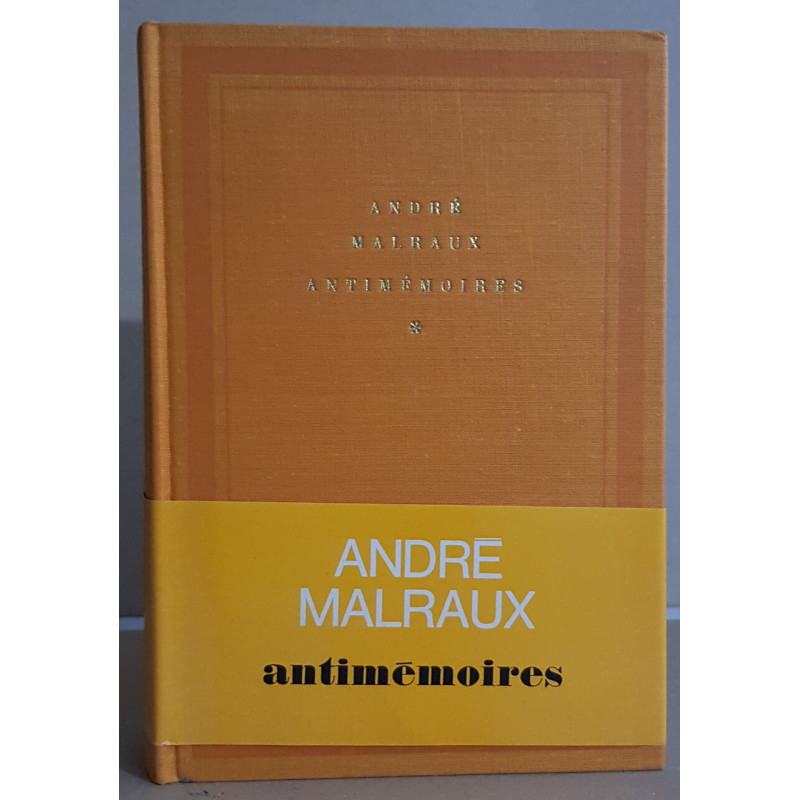 ANDRÉ
MALRAUX
ANTIMÉMOIRES
*
ANDRÉ
MALRAUX
antimémoires